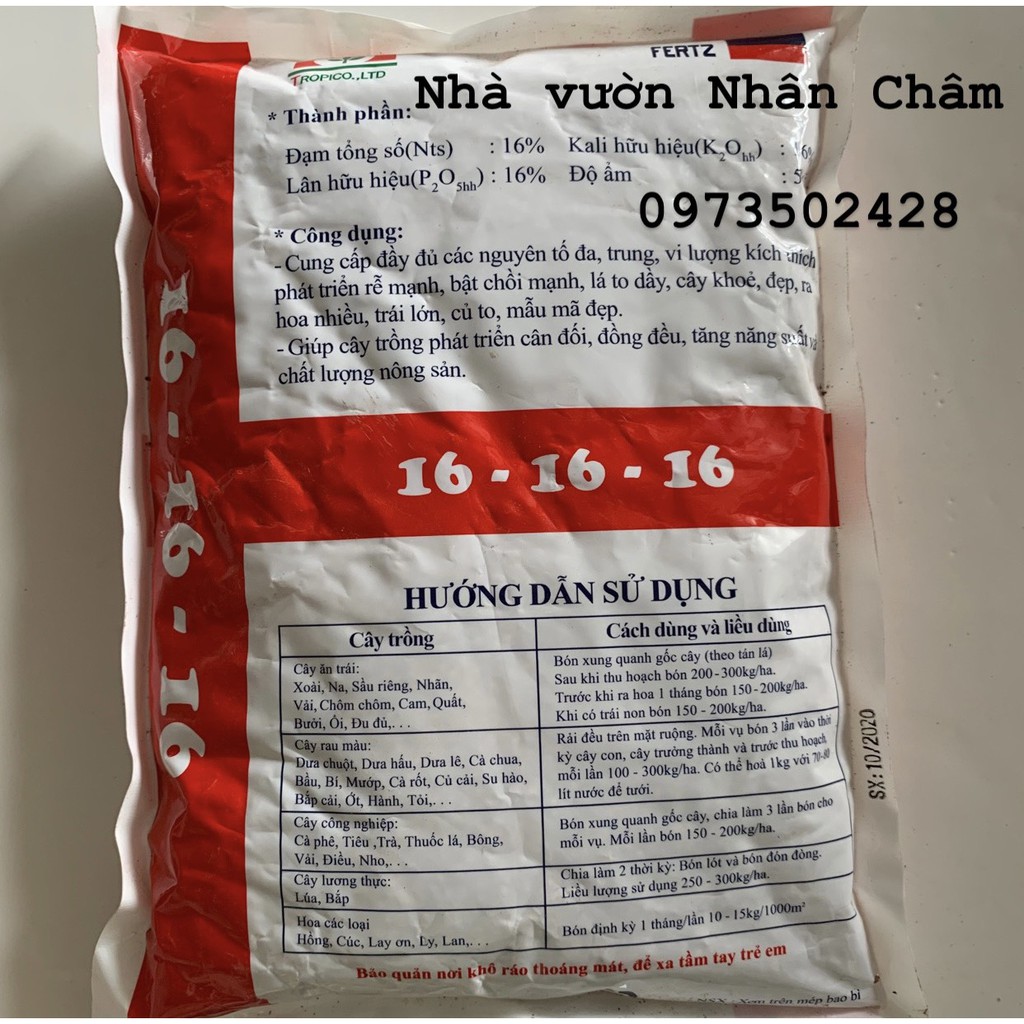 FERTZ
TROPICO.,LTD
Nhà vườn Nhân Châm
* Thành phần:
Đạm tổng số(Nts) : 16% Kali hữu hiệu(K₂Ohh) : 16%
Lân hữu hiệu(P₂O5hh) : 16% Độ ẩm : 5
0973502428
* Công dụng:
- Cung cấp đầy đủ các nguyên tố đa, trung, vi lượng kích thích
phát triển rễ mạnh, bật chồi mạnh, lá to dầy, cây khoẻ, đẹp, ra
hoa nhiều, trái lớn, củ to, mẫu mã đẹp.
- Giúp cây trồng phát triển cân đối, đồng đều, tăng năng suất và
chất lượng nông sản.
16 - 16 - 16
16 - 16 - 16
HƯỚNG DẪN SỬ DỤNG
Cây trồng
Cách dùng và liều dùng
Cây ăn trái:
Xoài, Na, Sầu riêng, Nhãn,
Vải, Chôm chôm, Cam, Quất,
Bưởi, Ổi, Đu đủ,. . .
Bón xung quanh gốc cây (theo tán lá)
Sau khi thu hoạch bón 200-300kg/ha.
Trước khi ra hoa 1 tháng bón 150-200kg/ha.
Khi có trái non bón 150 - 200kg/ha.
Cây rau màu:
Dưa chuột, Dưa hấu, Dưa lê, Cà chua,
Bầu, Bí, Mướp, Cà rốt, Củ cải, Su hào,
Bắp cải, Ớt, Hành, Tỏi,. . .
Rải đều trên mặt ruộng. Mỗi vụ bón 3 lần vào thời
kỳ cây con, cây trưởng thành và trước thu hoạch
mỗi lần 100 - 300kg/ha. Có thể hoà 1kg với 70-80
lít nước để tưới.
Cây công nghiệp:
Cà phê, Tiêu ,Trà, Thuốc lá, Bông,
Vải, Điều, Nho,. . .
Bón xung quanh gốc cây, chia làm 3 lần bón cho
mỗi vụ. Mỗi lần bón 150 - 200kg/ha.
Cây lương thực:
Lúa, Bắp
Chia làm 2 thời kỳ: Bón lót và bón đón đòng.
Liều lượng sử dụng 250 - 300kg/ha.
Hoa các loại
Hồng, Cúc, Lay ơn, Ly, Lan,. . .
Bón định kỳ 1 tháng/lần 10 - 15kg/1000m²
Bảo quản nơi khô ráo thoáng mát, để xa tầm tay trẻ em
NSX : Xem trên mép bao bì
SX: 10/2020